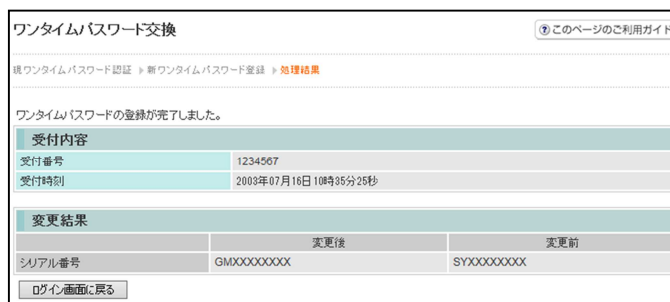 ワンタイムパスワード交換
?このページのご利用ガイド
現ワンタイムパスワード認証 ▶新ワンタイムパスワード登録 ▶処理結果
ワンタイムパスワードの登録が完了しました。
受付内容
受付番号 1234567
受付時刻 2003年07月16日10時35分25秒
変更結果
変更後 変更前
シリアル番号 GMXXXXXXXX SYXXXXXXXX
ログイン画面に戻る